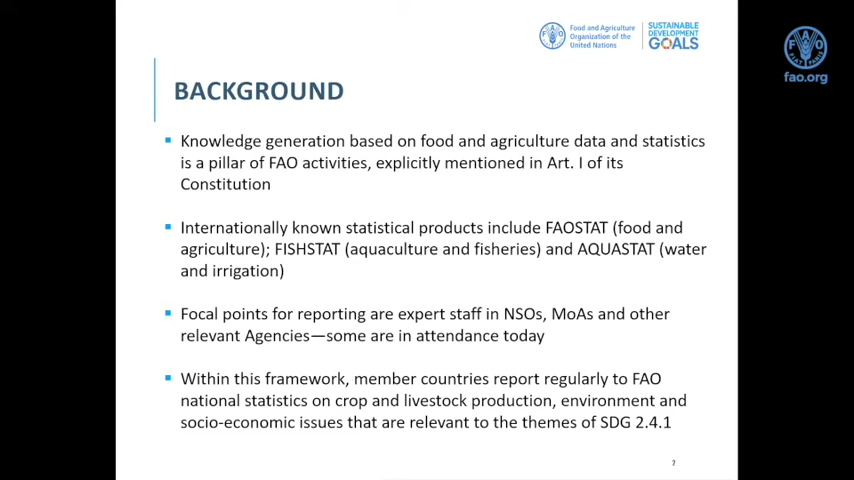 Food and Agriculture
Organization of the
United Nations
SUSTAINABLE
DEVELOPMENT
GOALS
FAO
FIAT PANIS
fao.org
BACKGROUND
Knowledge generation based on food and agriculture data and statistics
is a pillar of FAO activities, explicitly mentioned in Art. I of its
Constitution
Internationally known statistical products include FAOSTAT (food and
agriculture); FISHSTAT (aquaculture and fisheries) and AQUASTAT (water
and irrigation)
Focal points for reporting are expert staff in NSOs, MoAs and other
relevant Agencies—some are in attendance today
Within this framework, member countries report regularly to FAO
national statistics on crop and livestock production, environment and
socio-economic issues that are relevant to the themes of SDG 2.4.1